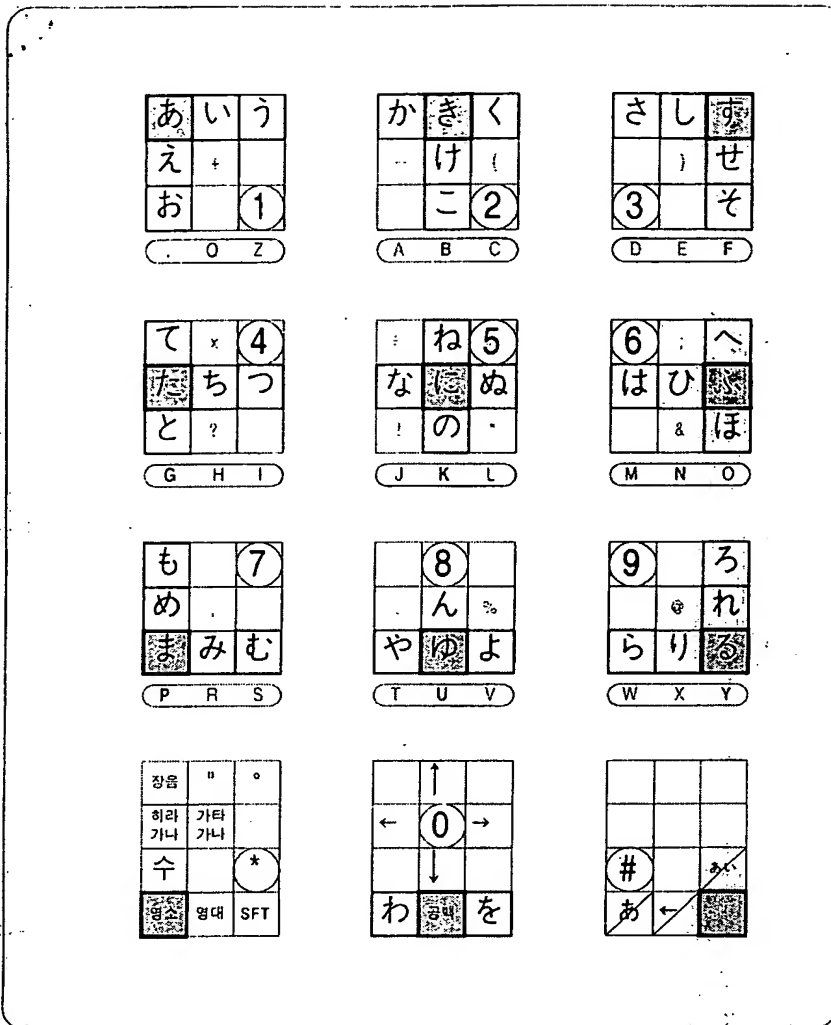 あ い う か き く さ し す
え + け ( ) せ
お 1 こ 2 3 そ
. O Z A B C D E F
て × 4 ね 5 6 ; へ
た ち つ な に ぬ は ひ
と ? ! の · & ほ
G H I J K L M N O
も 7 8 9 ろ
め ん % @ れ
ま み む や ゆ よ ら り る
P R S T U V W X Y
장음 " ° ↑
히라 가타 ← 0 →
가나 가나
수 * ↓ # あい
영소 영대 SFT わ 공백 を あ ←